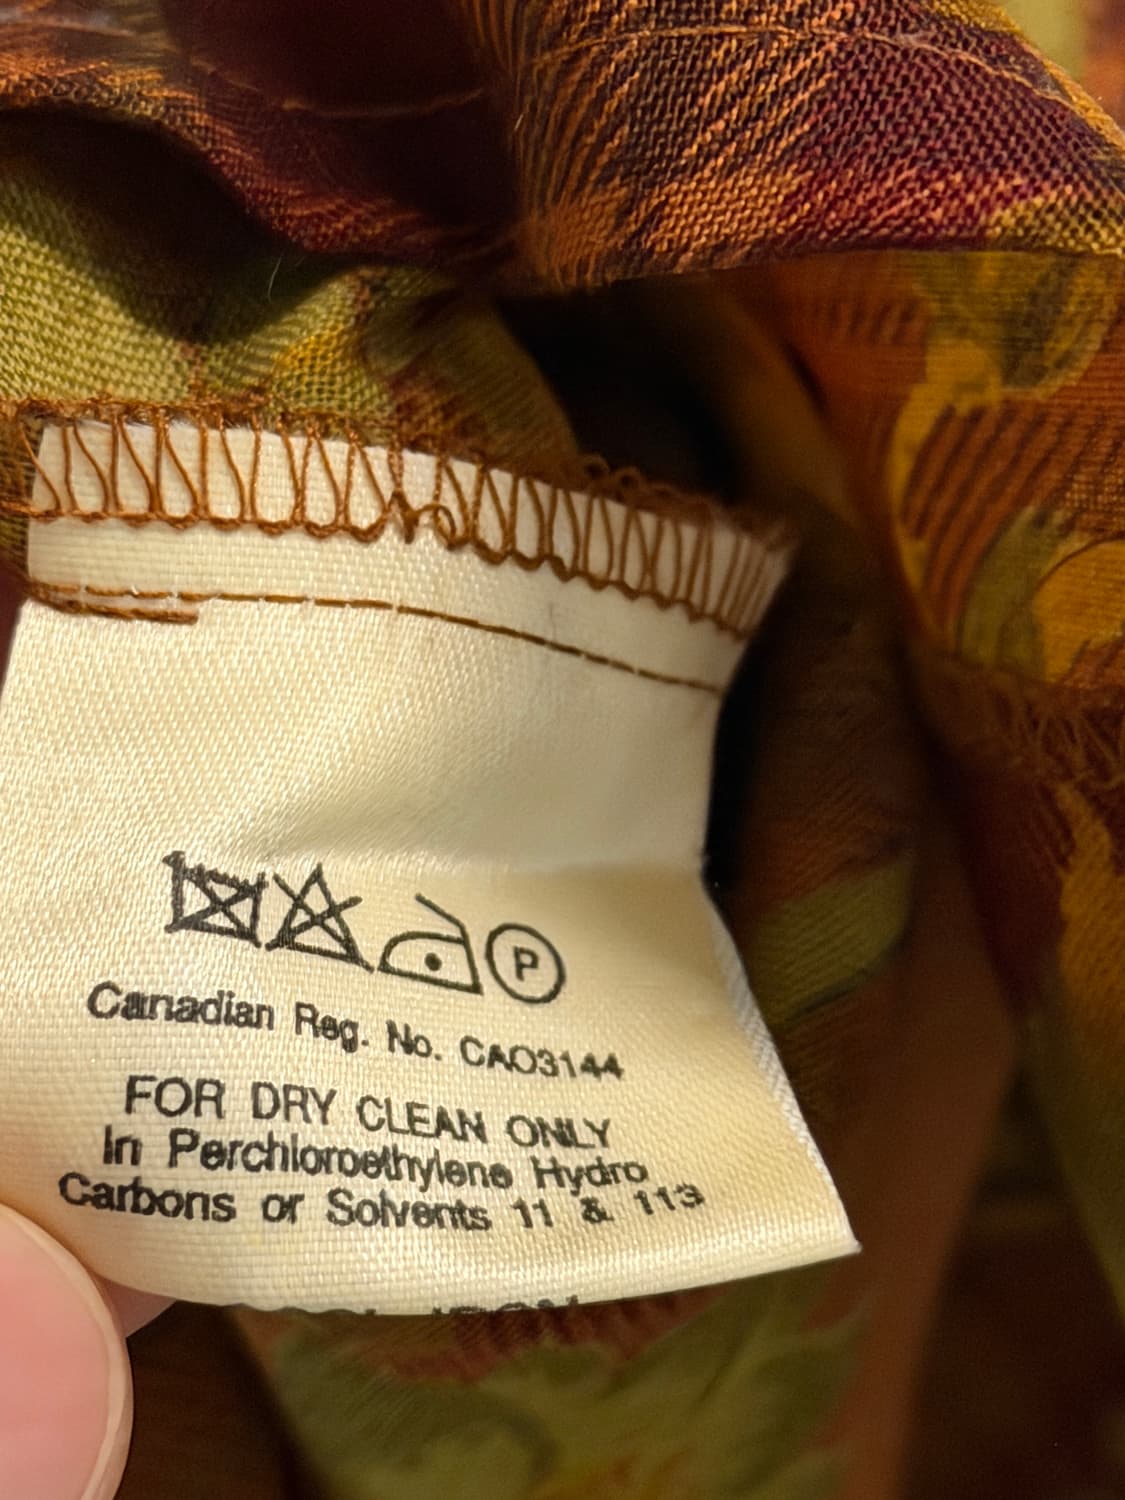 P
Canadian Reg. No. CA03144
FOR DRY CLEAN ONLY
In Perchloroethylene Hydro
Carbons or Solvents 11 & 113